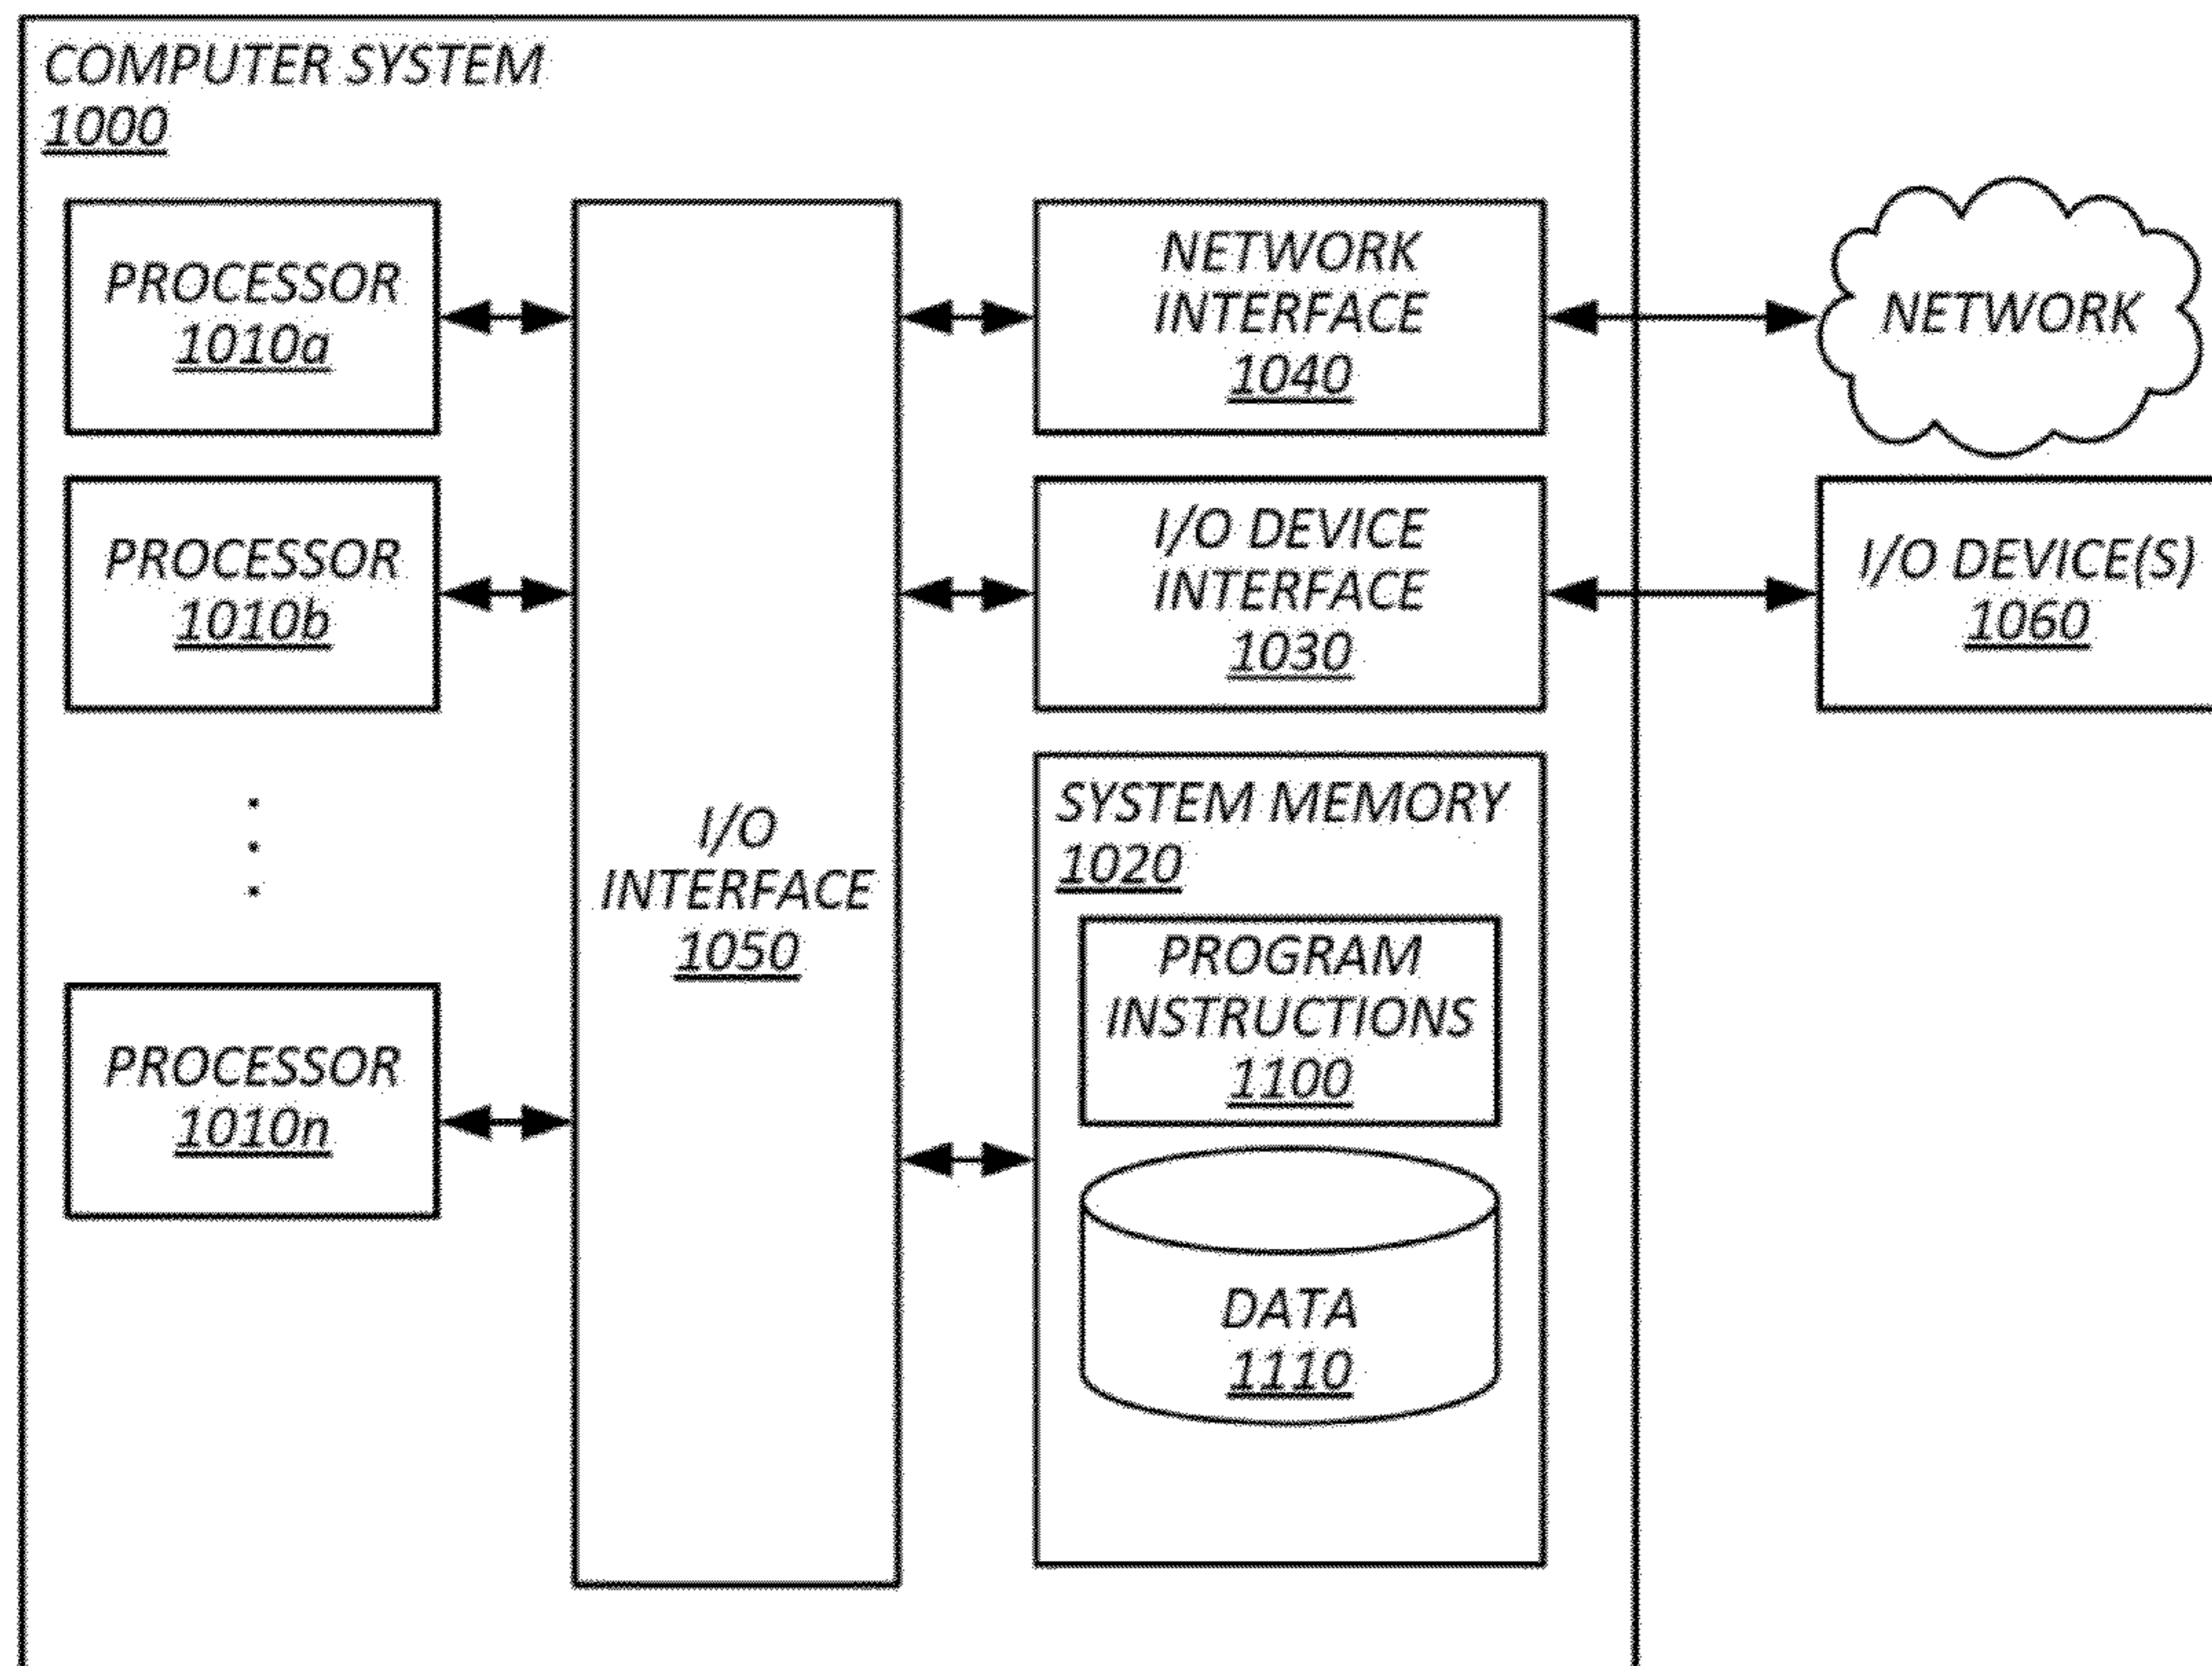 COMPUTER SYSTEM
1000
PROCESSOR
1010a
PROCESSOR
1010b
PROCESSOR
1010n
I/O
INTERFACE
1050
NETWORK
INTERFACE
1040
I/O DEVICE
INTERFACE
1030
SYSTEM MEMORY
1020
PROGRAM
INSTRUCTIONS
1100
DATA
1110
NETWORK
I/O DEVICE(S)
1060